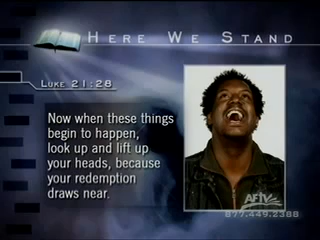 HERE WE STAND
LUKE 21:28
Now when these things
begin to happen,
look up and lift up
your heads, because
your redemption
draws near.
AFTV
877.449.2388